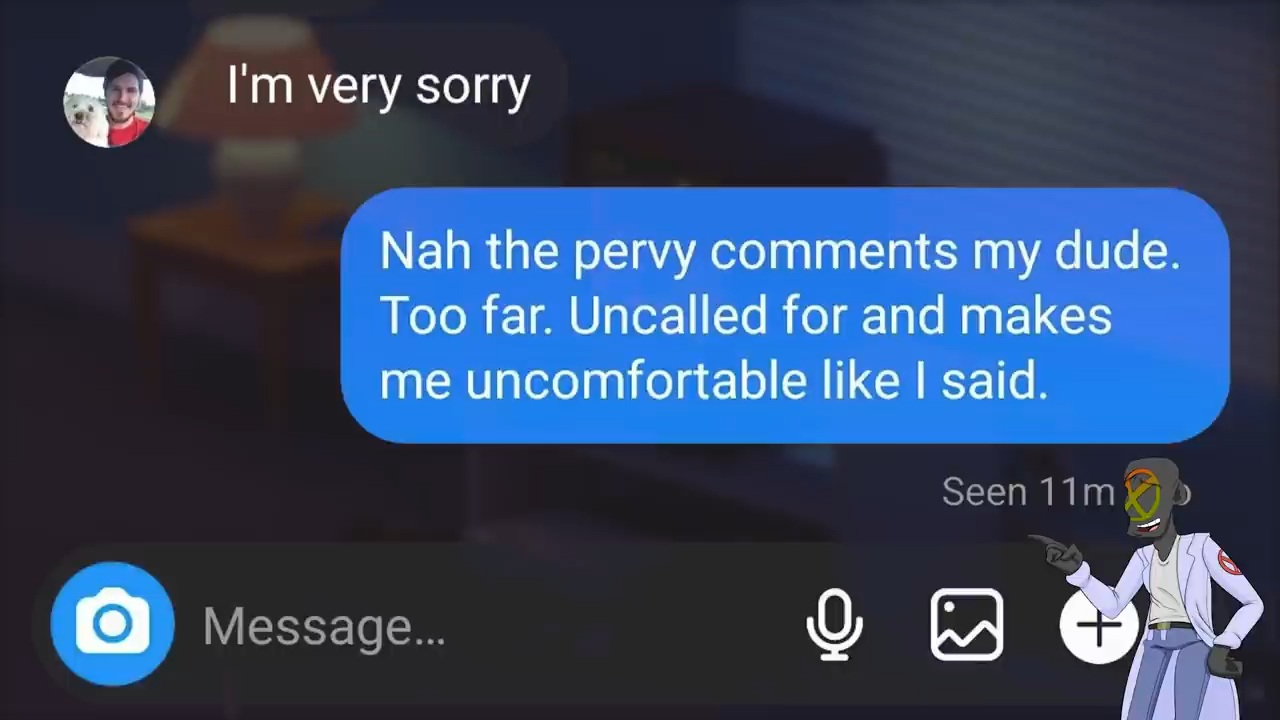 I'm very sorry
Nah the pervy comments my dude.
Too far. Uncalled for and makes
me uncomfortable like I said.
Seen 11m
Message...